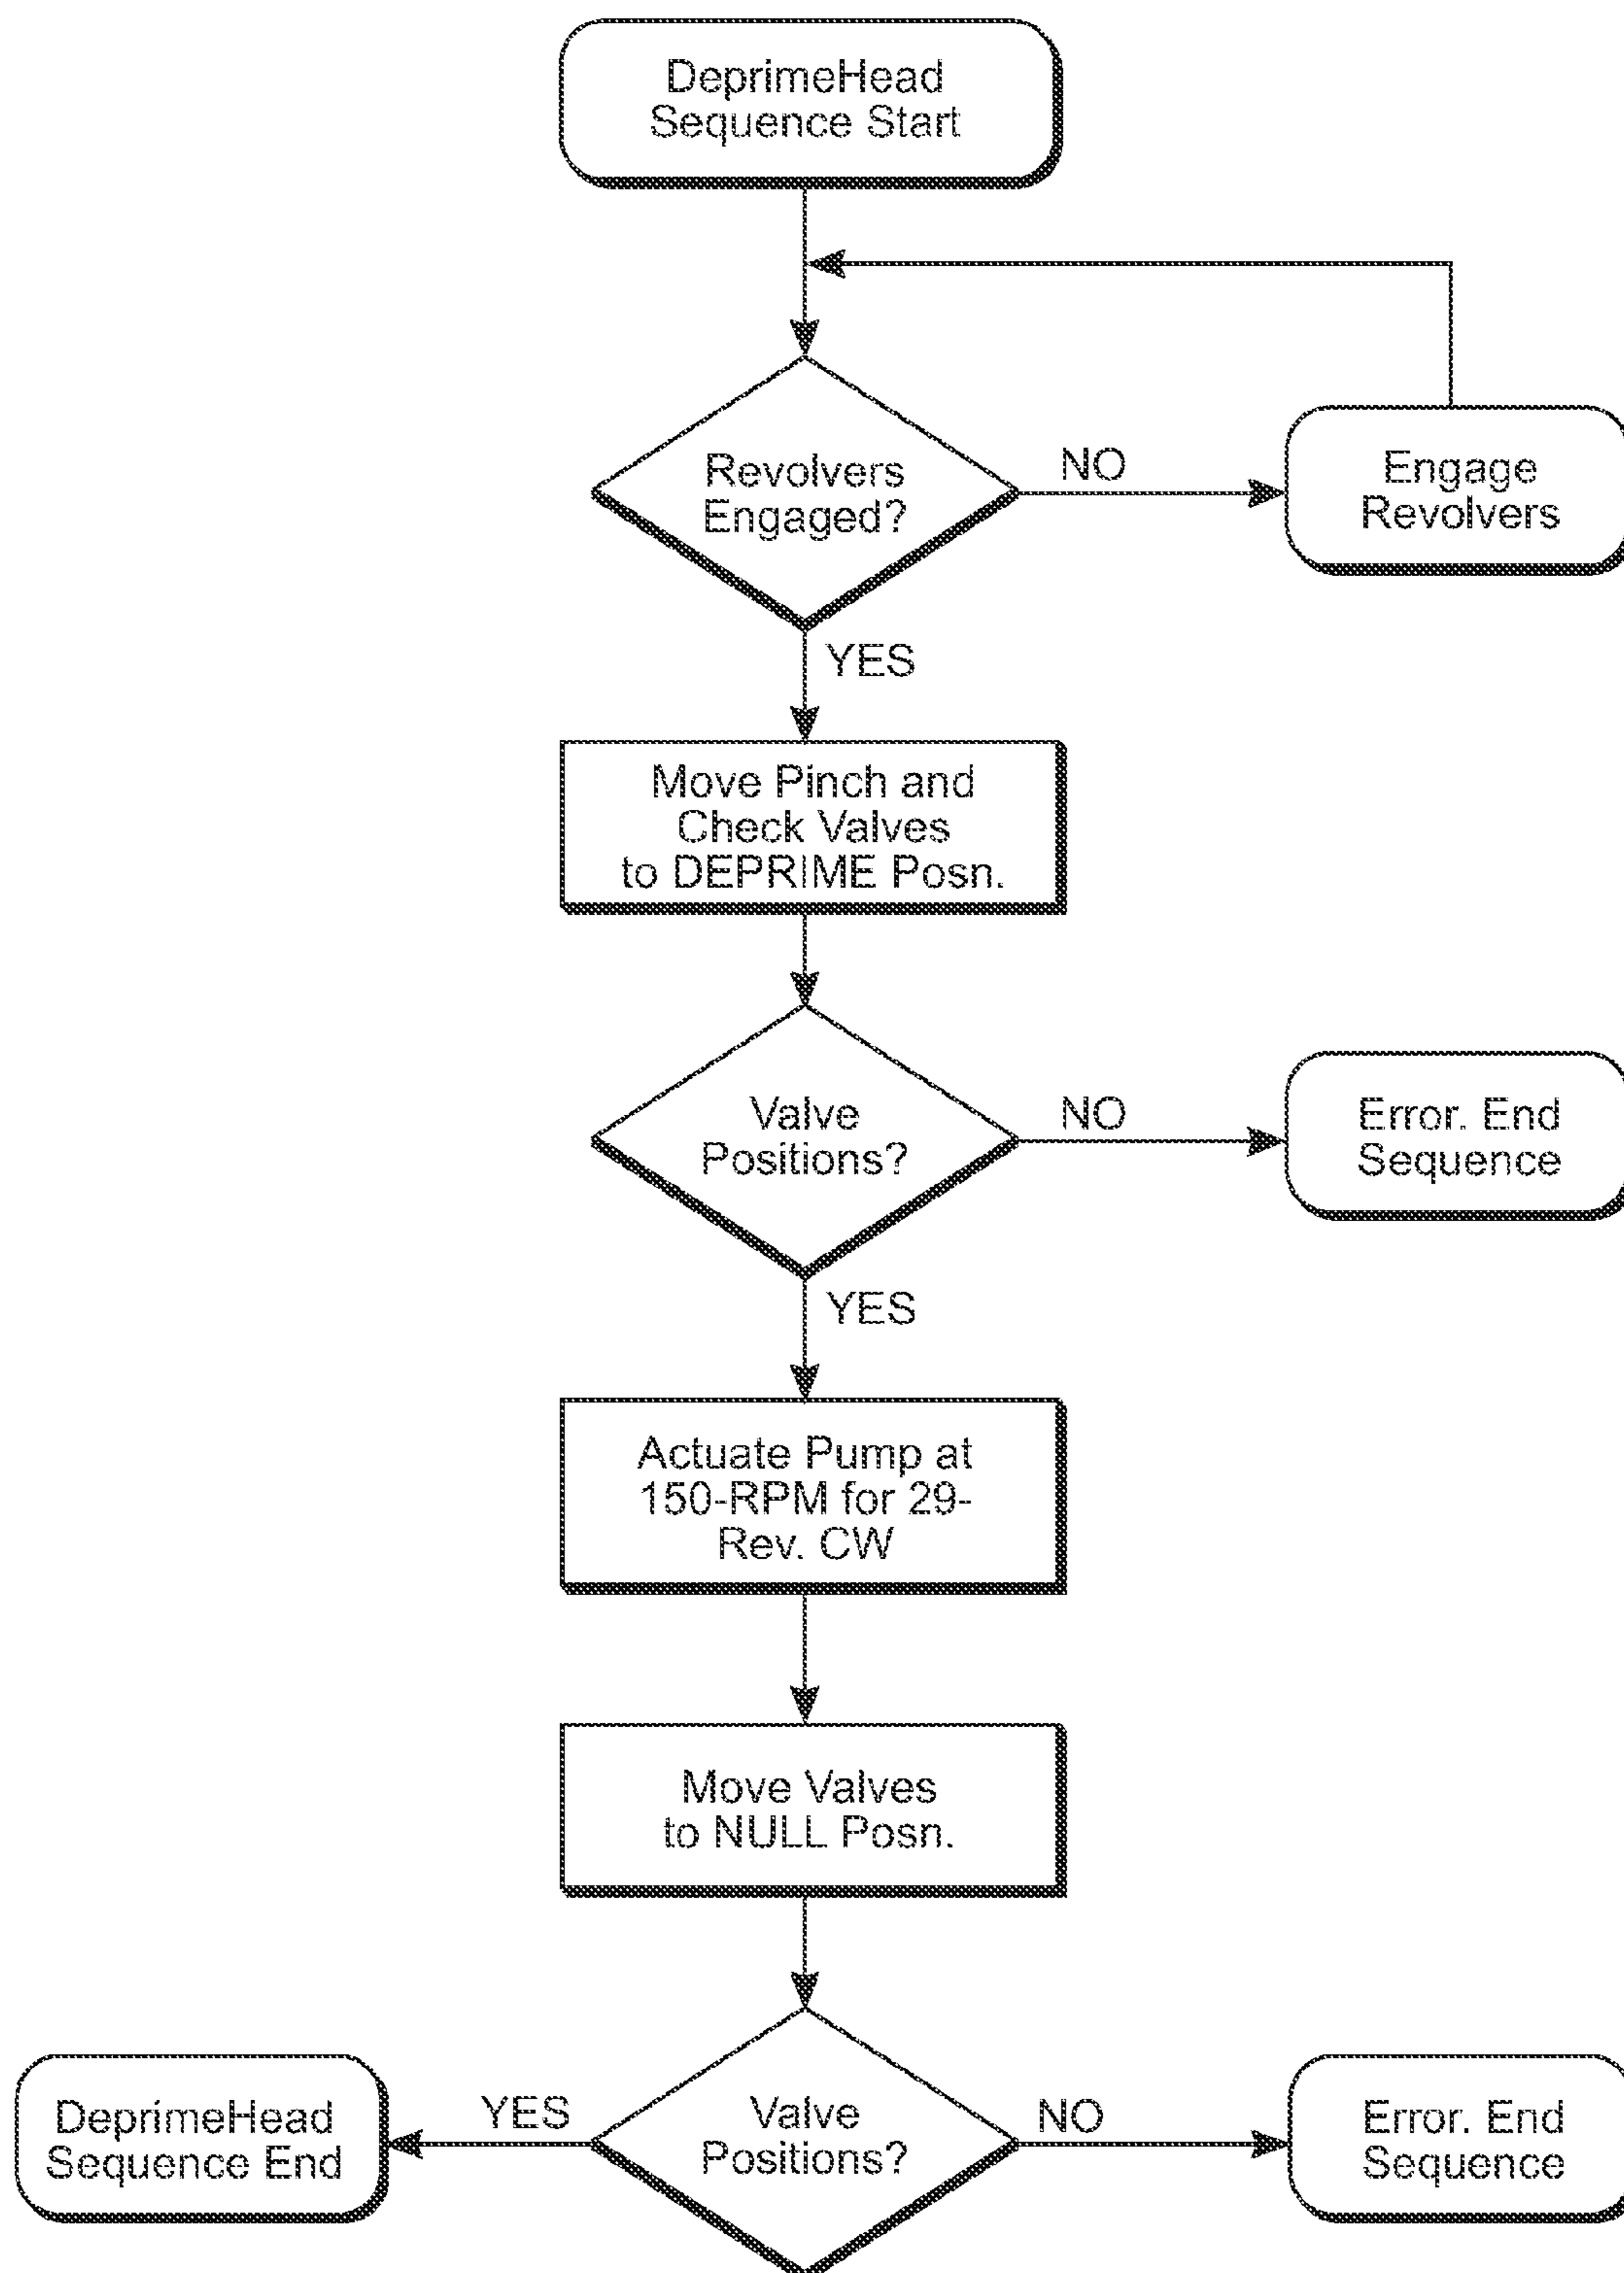 DeprimeHead
Sequence Start
Revolvers
Engaged?
NO
Engage
Revolvers
YES
Move Pinch and
Check Valves
to DEPRIME Posn.
Valve
Positions?
NO
Error. End
Sequence
YES
Actuate Pump at
150-RPM for 29-
Rev. CW
Move Valves
to NULL Posn.
DeprimeHead
Sequence End
YES
Valve
Positions?
NO
Error. End
Sequence